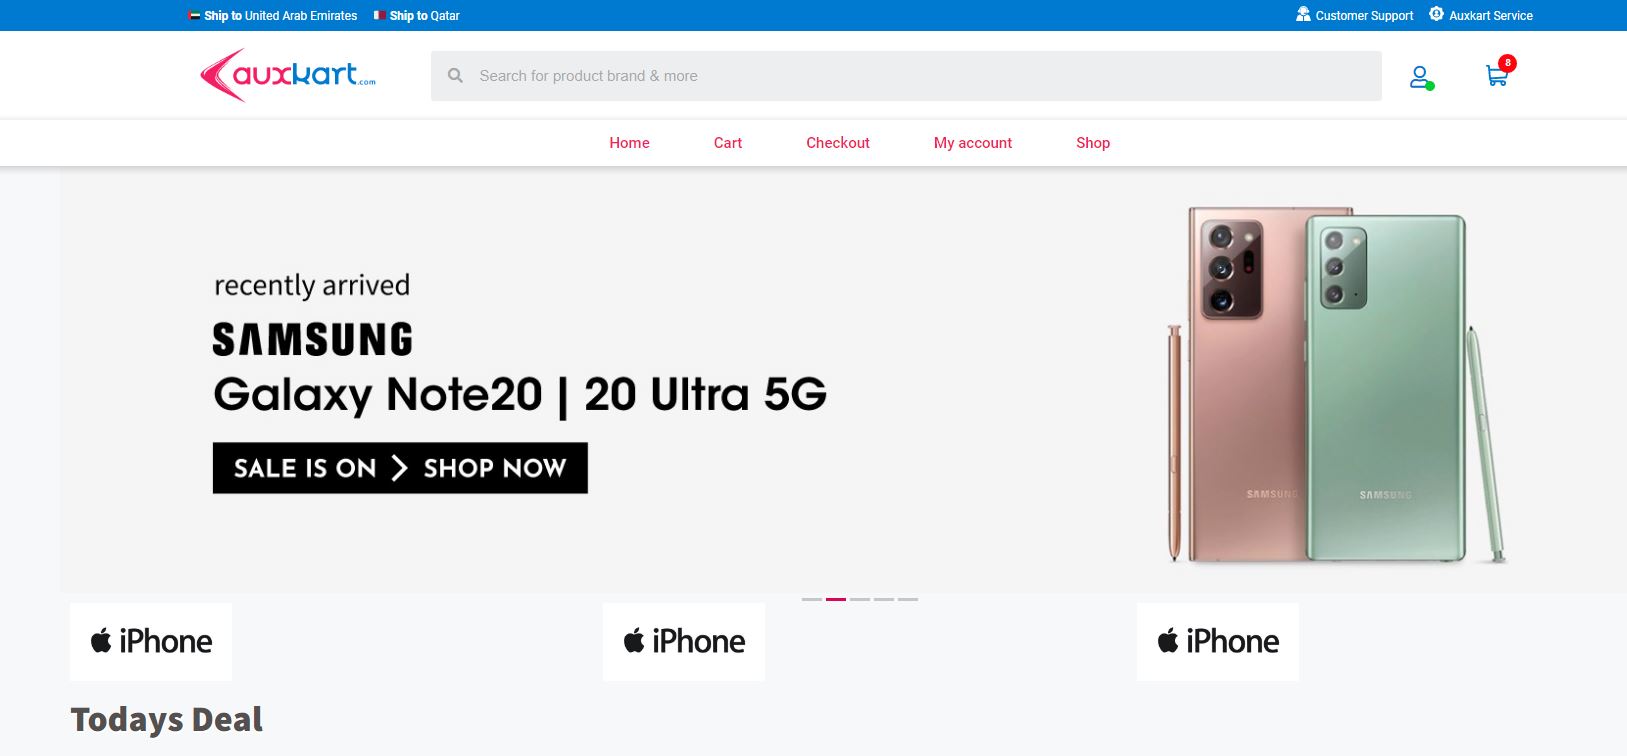 Ship to United Arab Emirates Ship to Qatar Customer Support Auxkart Service
auxkart.com Search for product brand & more 8
Home Cart Checkout My account Shop
recently arrived
SAMSUNG
Galaxy Note20 | 20 Ultra 5G
SALE IS ON > SHOP NOW
SAMSUNG SAMSUNG
iPhone iPhone iPhone
Todays Deal